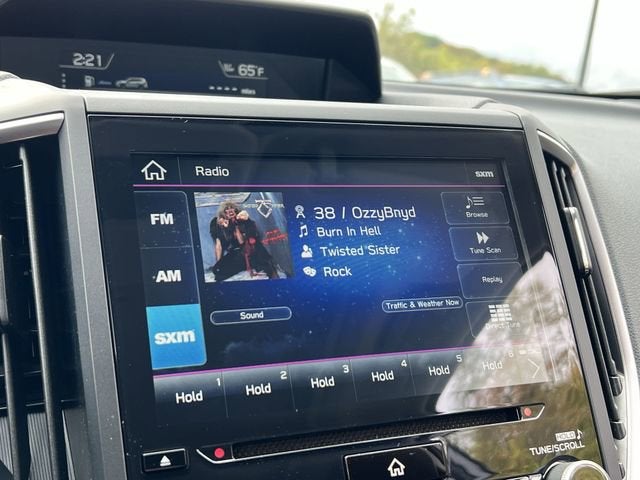 2:21
65°F
miles
Radio
sxm
FM
38 / OzzyBnyd
Browse
Burn In Hell
Twisted Sister
Tune Scan
AM
Rock
Replay
Traffic & Weather Now
Sound
sxm
Direct Tune
Hold 1
Hold 2
Hold 3
Hold 4
Hold 5
Hold 6
HOLD
TUNE/SCROLL